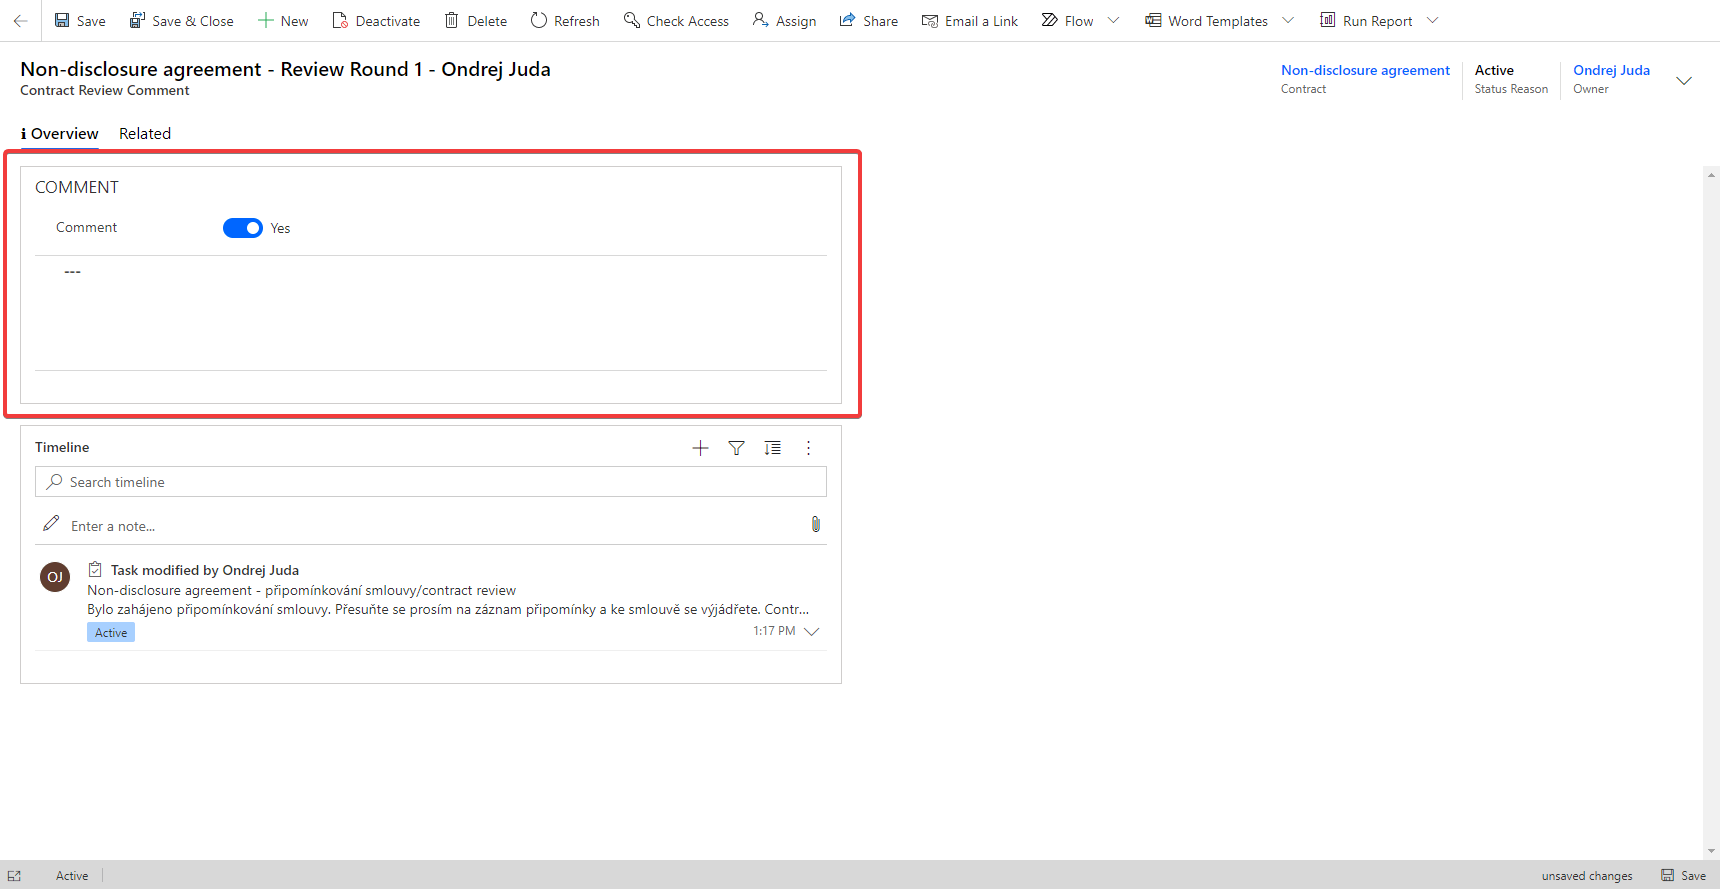 Save Save & Close New Deactivate Delete Refresh Check Access Assign Share Email a Link Flow Word Templates Run Report
Non-disclosure agreement - Review Round 1 - Ondrej Juda
Contract Review Comment
Non-disclosure agreement
Contract
Active
Status Reason
Ondrej Juda
Owner
Overview Related
COMMENT
Comment Yes
---
Timeline
Search timeline
Enter a note...
OJ
Task modified by Ondrej Juda
Non-disclosure agreement - připomínkování smlouvy/contract review
Bylo zahájeno připomínkování smlouvy. Přesuňte se prosím na záznam připomínky a ke smlouvě se výjádřete. Contr...
Active 1:17 PM
Active unsaved changes Save